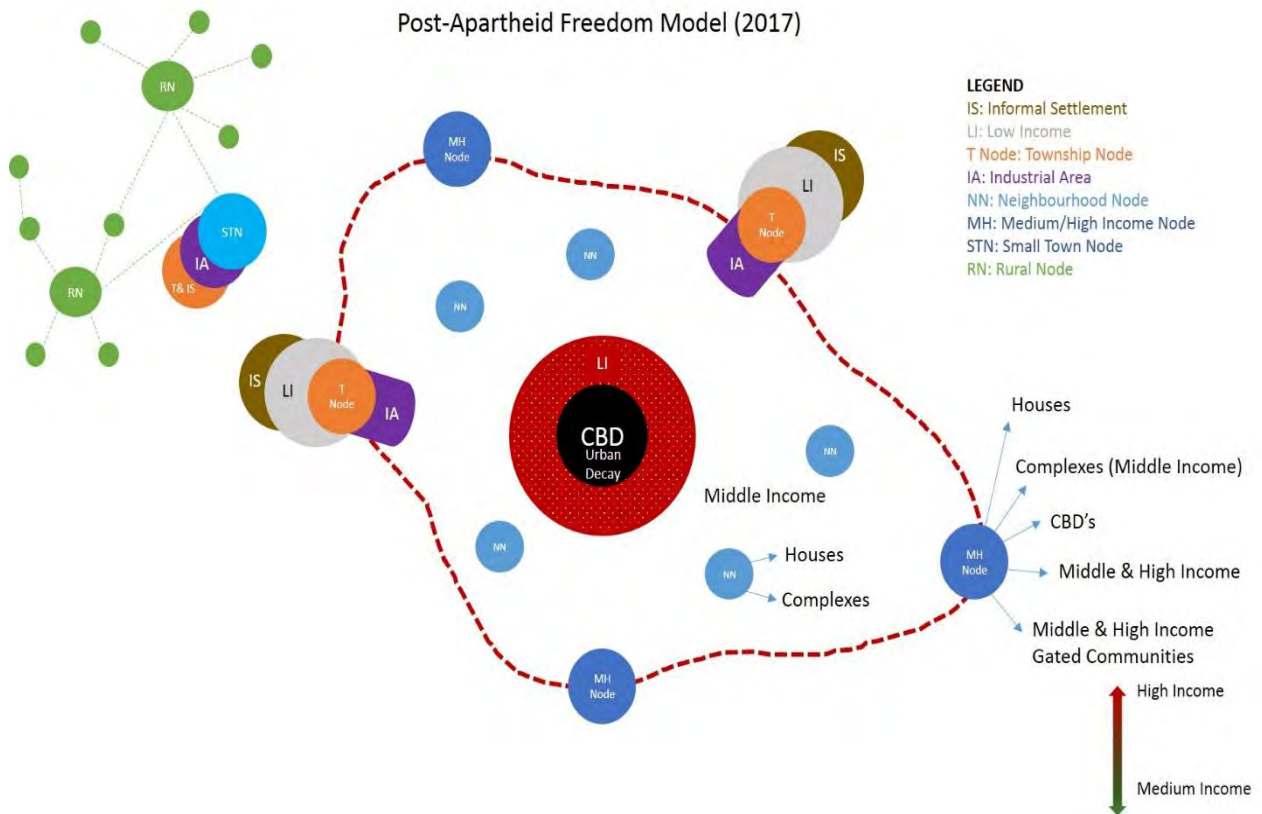 Post-Apartheid Freedom Model (2017)
RN
RN
STN
IA
T& IS
LEGEND
IS: Informal Settlement
LI: Low Income
T Node: Township Node
IA: Industrial Area
NN: Neighbourhood Node
MH: Medium/High Income Node
STN: Small Town Node
RN: Rural Node
MH
Node
IS
LI
T
Node
IA
NN
NN
IS
LI
T
Node
IA
LI
CBD
Urban
Decay
NN
Middle Income
NN
NN
Houses
Complexes
MH
Node
MH
Node
Houses
Complexes (Middle Income)
CBD's
Middle & High Income
Middle & High Income
Gated Communities
High Income
Medium Income